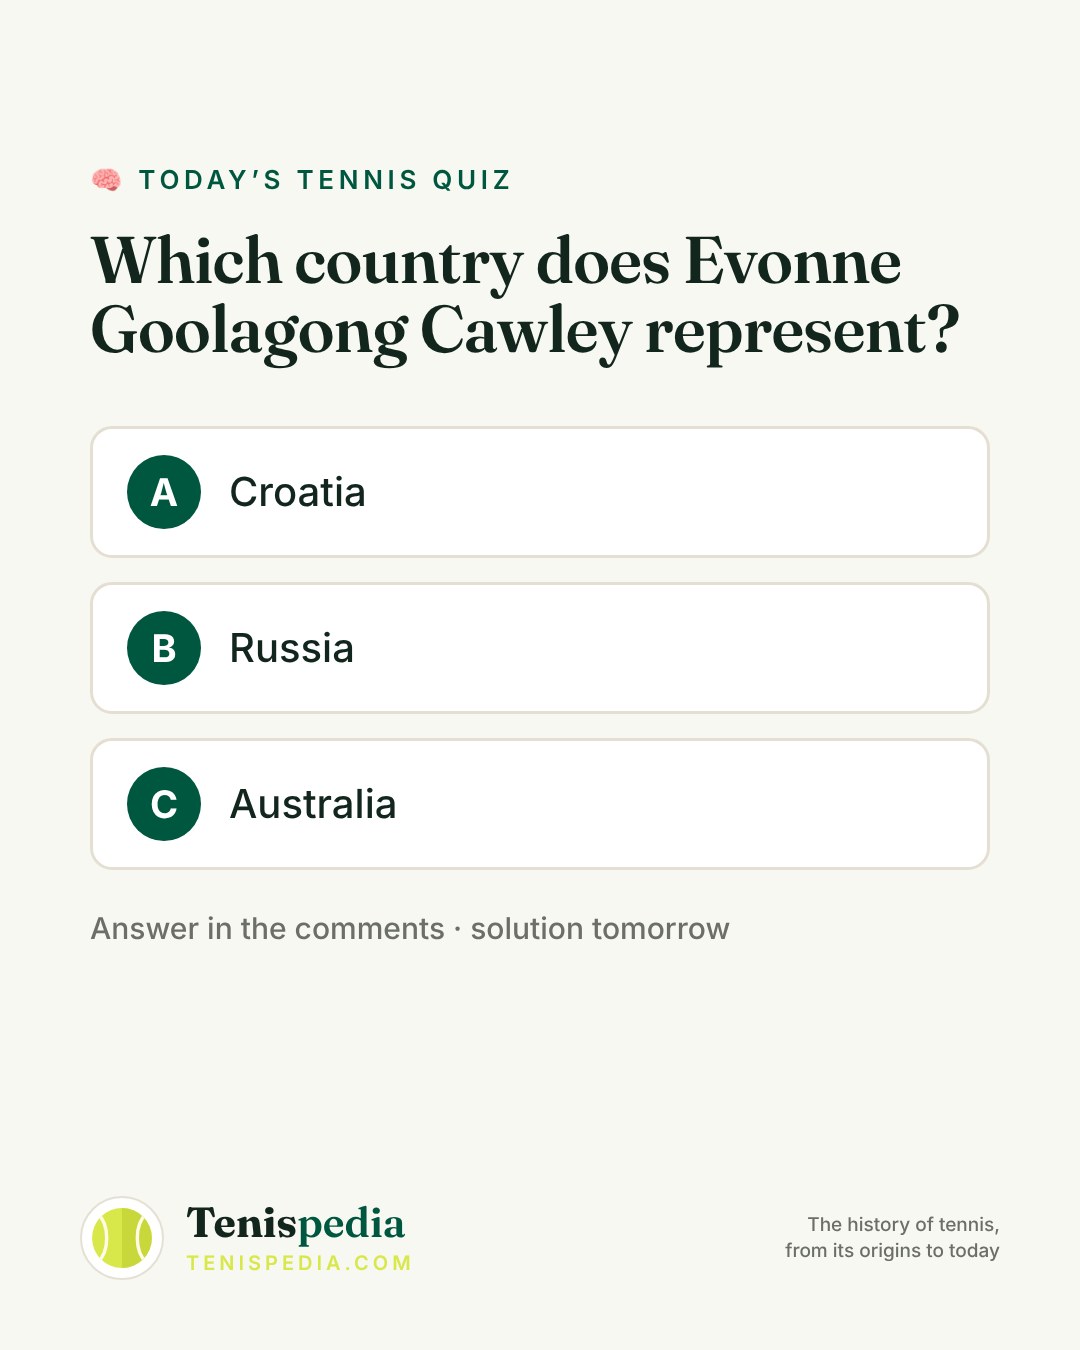 🧠 TODAY’S TENNIS QUIZ
Which country does Evonne
Goolagong Cawley represent?
A Croatia
B Russia
C Australia
Answer in the comments · solution tomorrow
Tenispedia
TENISPEDIA.COM
The history of tennis,
from its origins to today